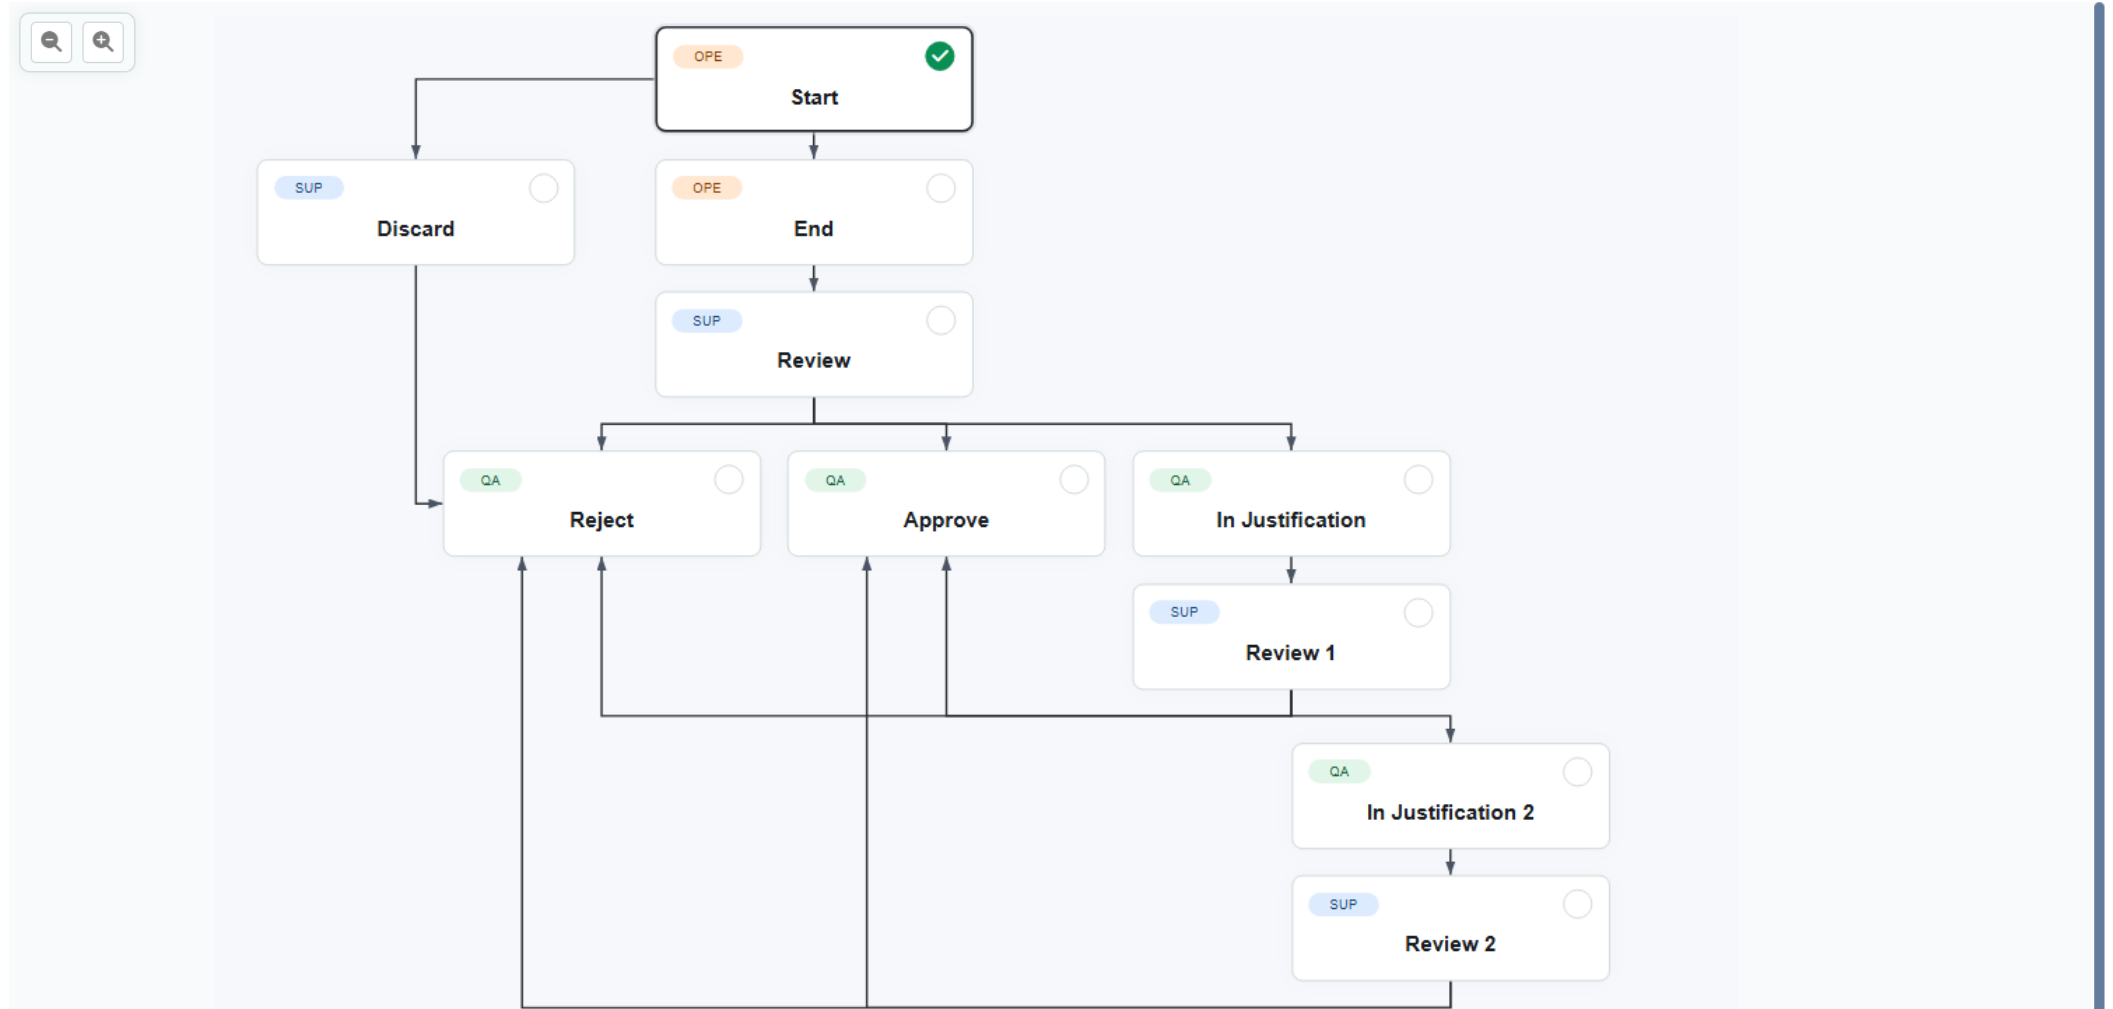 OPE
Start
SUP
Discard
OPE
End
SUP
Review
QA
Reject
QA
Approve
QA
In Justification
SUP
Review 1
QA
In Justification 2
SUP
Review 2